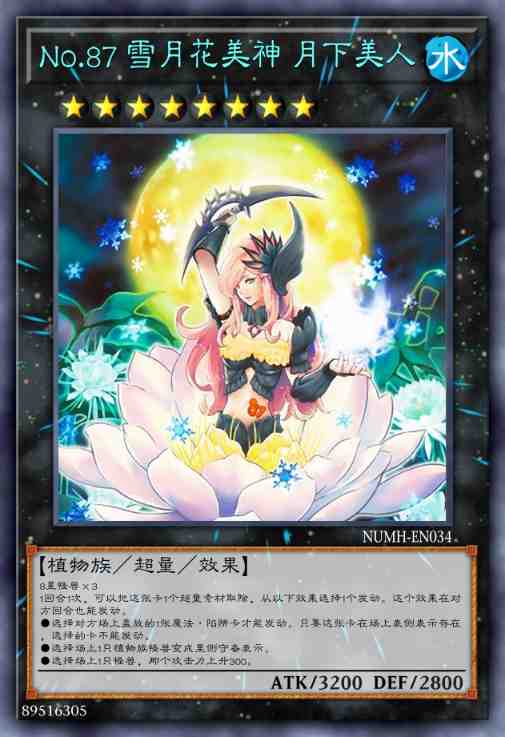 No.87 雪月花美神 月下美人
水
87
NUMH-EN034
【植物族／超量／效果】
8星怪兽×3
1回合1次，可以把这张卡1个超量素材取除，从以下效果选择1个发动。这个效果在对
方回合也能发动。
●选择对方场上盖放的1张魔法·陷阱卡才能发动。只要这张卡在场上表侧表示存在
，选择的卡不能发动。
●选择场上1只植物族怪兽变成里侧守备表示。
●选择场上1只怪兽，那个攻击力上升300。
ATK/3200 DEF/2800
89516305